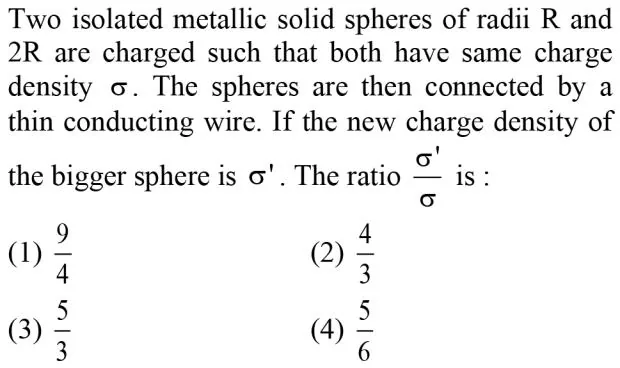 Two isolated metallic solid spheres of radii R and
2R are charged such that both have same charge
density σ. The spheres are then connected by a
thin conducting wire. If the new charge density of
the bigger sphere is σ'. The ratio σ'/σ is :
(1) 9/4 (2) 4/3
(3) 5/3 (4) 5/6